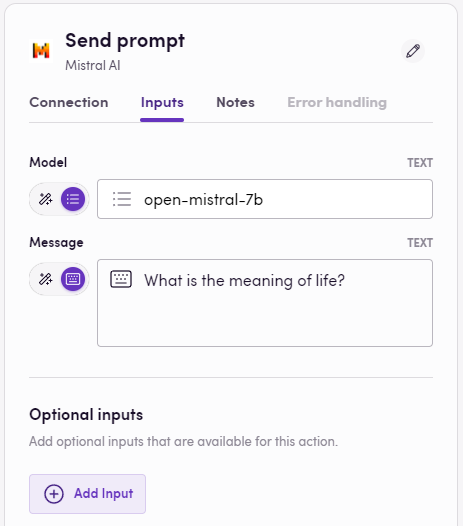 Send prompt
Mistral AI
Connection Inputs Notes Error handling
Model TEXT
open-mistral-7b
Message TEXT
What is the meaning of life?
Optional inputs
Add optional inputs that are available for this action.
Add Input